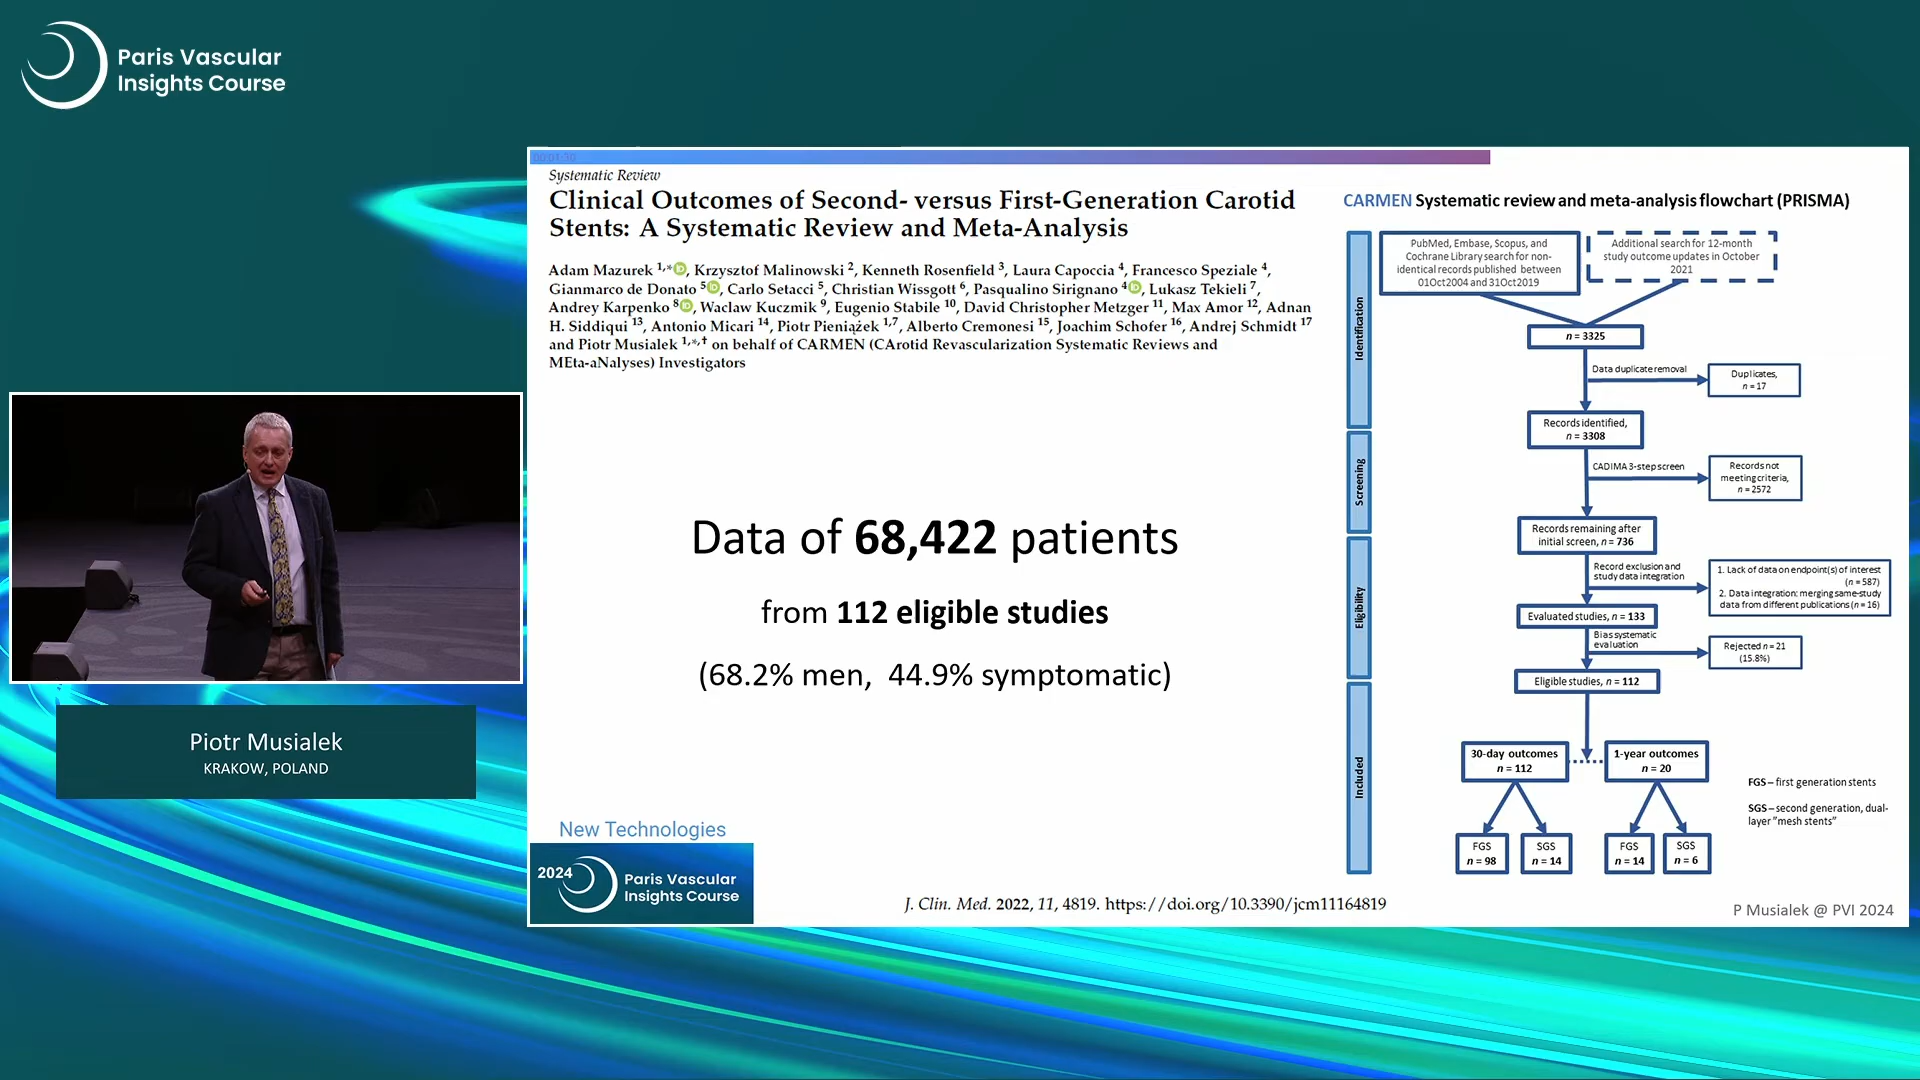 Paris Vascular
Insights Course
Systematic Review
Clinical Outcomes of Second- versus First-Generation Carotid
Stents: A Systematic Review and Meta-Analysis
Adam Mazurek 1,*, Krzysztof Malinowski 2, Kenneth Rosenfield 3, Laura Capoccia 4, Francesco Speziale 4,
Gianmarco de Donato 5, Carlo Setacci 5, Christian Wissgott 6, Pasqualino Sirignano 4, Lukasz Tekieli 7,
Andrey Karpenko 8, Waclaw Kuczmik 9, Eugenio Stabile 10, David Christopher Metzger 11, Max Amor 12, Adnan
H. Siddiqui 13, Antonio Micari 14, Piotr Pieniążek 1,7, Alberto Cremonesi 15, Joachim Schofer 16, Andrej Schmidt 17
and Piotr Musialek 1,*,† on behalf of CARMEN (CArotid Revascularization Systematic Reviews and
MEta-aNalyses) Investigators
Data of 68,422 patients
from 112 eligible studies
(68.2% men, 44.9% symptomatic)
New Technologies
2024
Paris Vascular
Insights Course
J. Clin. Med. 2022, 11, 4819. https://doi.org/10.3390/jcm11164819
CARMEN Systematic review and meta-analysis flowchart (PRISMA)
Identification
PubMed, Embase, Scopus, and
Cochrane Library search for non-
identical records published between
01Oct2004 and 31Oct2019
Additional search for 12-month
study outcome updates in October
2021
n = 3325
Data duplicate removal
Duplicates,
n = 17
Records identified,
n = 3308
Screening
CADIMA 3-step screen
Records not
meeting criteria,
n = 2572
Records remaining after
initial screen, n = 736
Eligibility
Record exclusion and
study data integration
1. Lack of data on endpoint(s) of interest
(n = 587)
2. Data integration: merging same-study
data from different publications (n = 16)
Evaluated studies, n = 133
Bias systematic
evaluation
Rejected n = 21
(15.8%)
Eligible studies, n = 112
Included
30-day outcomes
n = 112
1-year outcomes
n = 20
FGS
n = 98
SGS
n = 14
FGS
n = 14
SGS
n = 6
FGS – first generation stents
SGS – second generation, dual-
layer "mesh stents"
P Musialek @ PVI 2024
Piotr Musialek
KRAKOW, POLAND